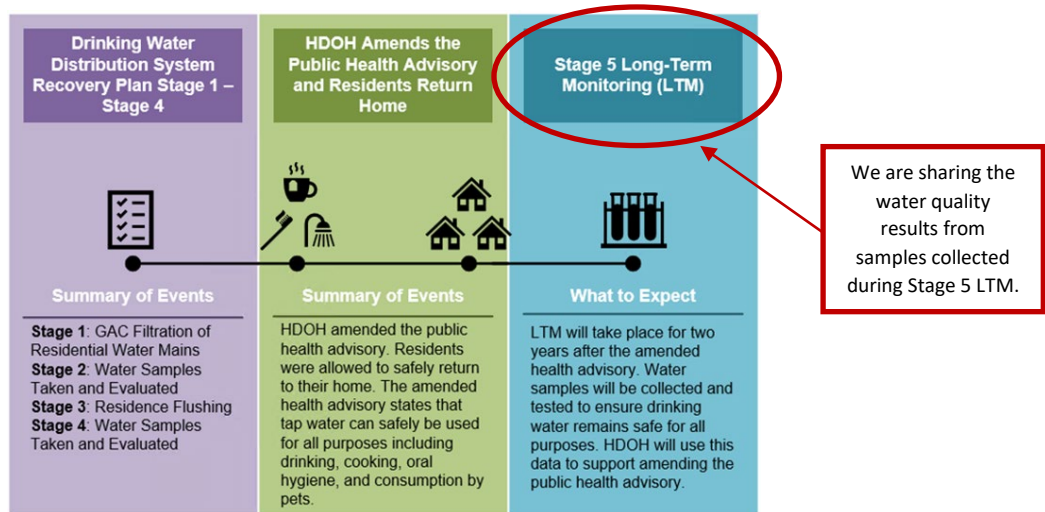 Drinking Water
Distribution System
Recovery Plan Stage 1 –
Stage 4
Summary of Events
Stage 1: GAC Filtration of
Residential Water Mains
Stage 2: Water Samples
Taken and Evaluated
Stage 3: Residence Flushing
Stage 4: Water Samples
Taken and Evaluated
HDOH Amends the
Public Health Advisory
and Residents Return
Home
Summary of Events
HDOH amended the public
health advisory. Residents
were allowed to safely return
to their home. The amended
health advisory states that
tap water can safely be used
for all purposes including
drinking, cooking, oral
hygiene, and consumption by
pets.
Stage 5 Long-Term
Monitoring (LTM)
What to Expect
LTM will take place for two
years after the amended
health advisory. Water
samples will be collected and
tested to ensure drinking
water remains safe for all
purposes. HDOH will use this
data to support amending the
public health advisory.
We are sharing the
water quality
results from
samples collected
during Stage 5 LTM.